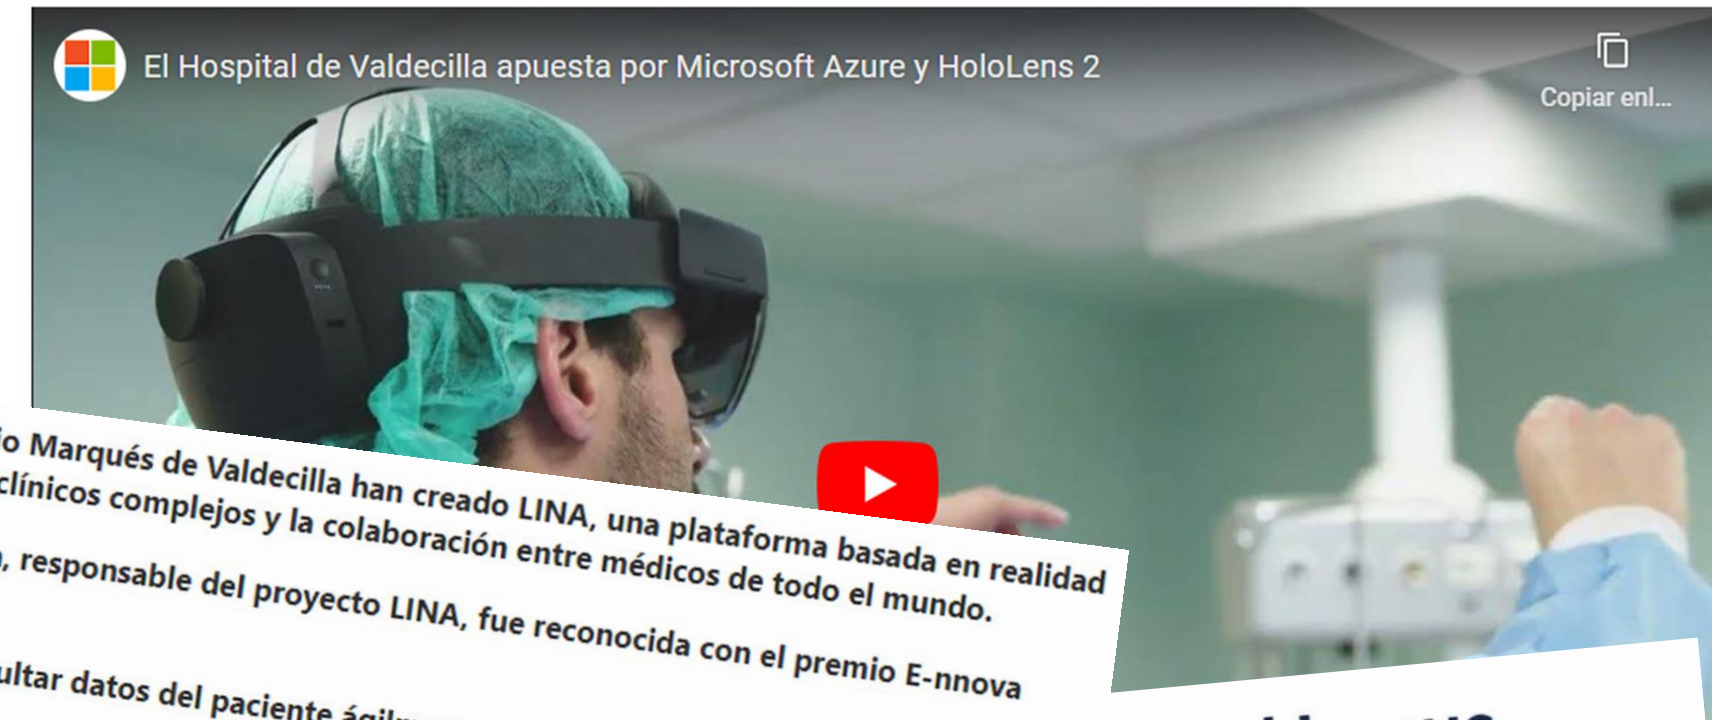 El Hospital de Valdecilla apuesta por Microsoft Azure y HoloLens 2
Copiar enl...
io Marqués de Valdecilla han creado LINA, una plataforma basada en realidad
clínicos complejos y la colaboración entre médicos de todo el mundo.
, responsable del proyecto LINA, fue reconocida con el premio E-nnova
ultar datos del paciente